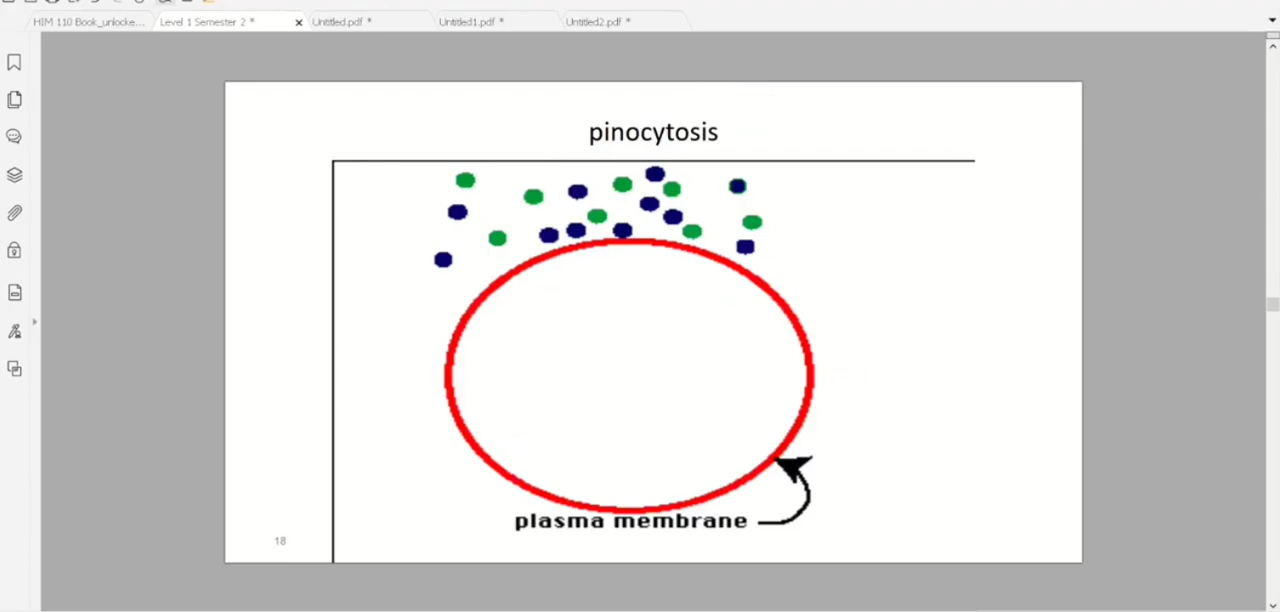 HIM 110 Book_unlocke... Level 1 Semester 2 * Untitled.pdf * Untitled1.pdf * Untitled2.pdf *
pinocytosis
plasma membrane
18